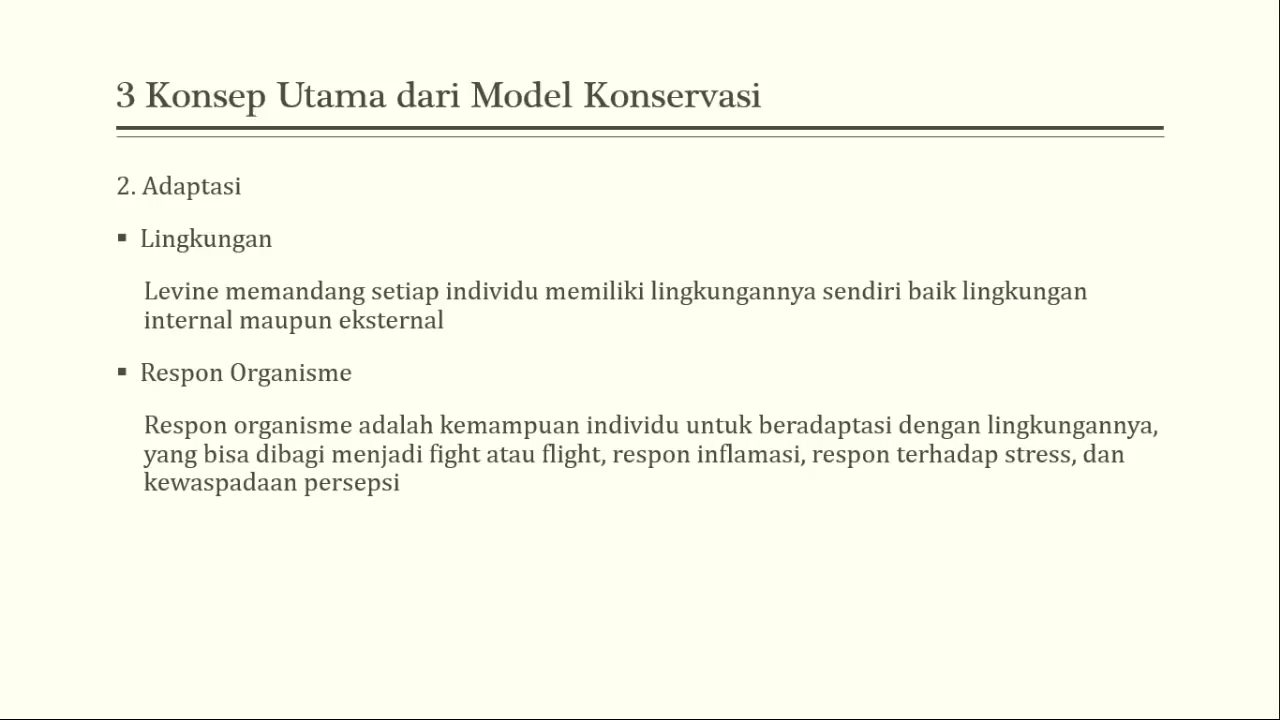 3 Konsep Utama dari Model Konservasi
2. Adaptasi
▪ Lingkungan
Levine memandang setiap individu memiliki lingkungannya sendiri baik lingkungan
internal maupun eksternal
▪ Respon Organisme
Respon organisme adalah kemampuan individu untuk beradaptasi dengan lingkungannya,
yang bisa dibagi menjadi fight atau flight, respon inflamasi, respon terhadap stress, dan
kewaspadaan persepsi